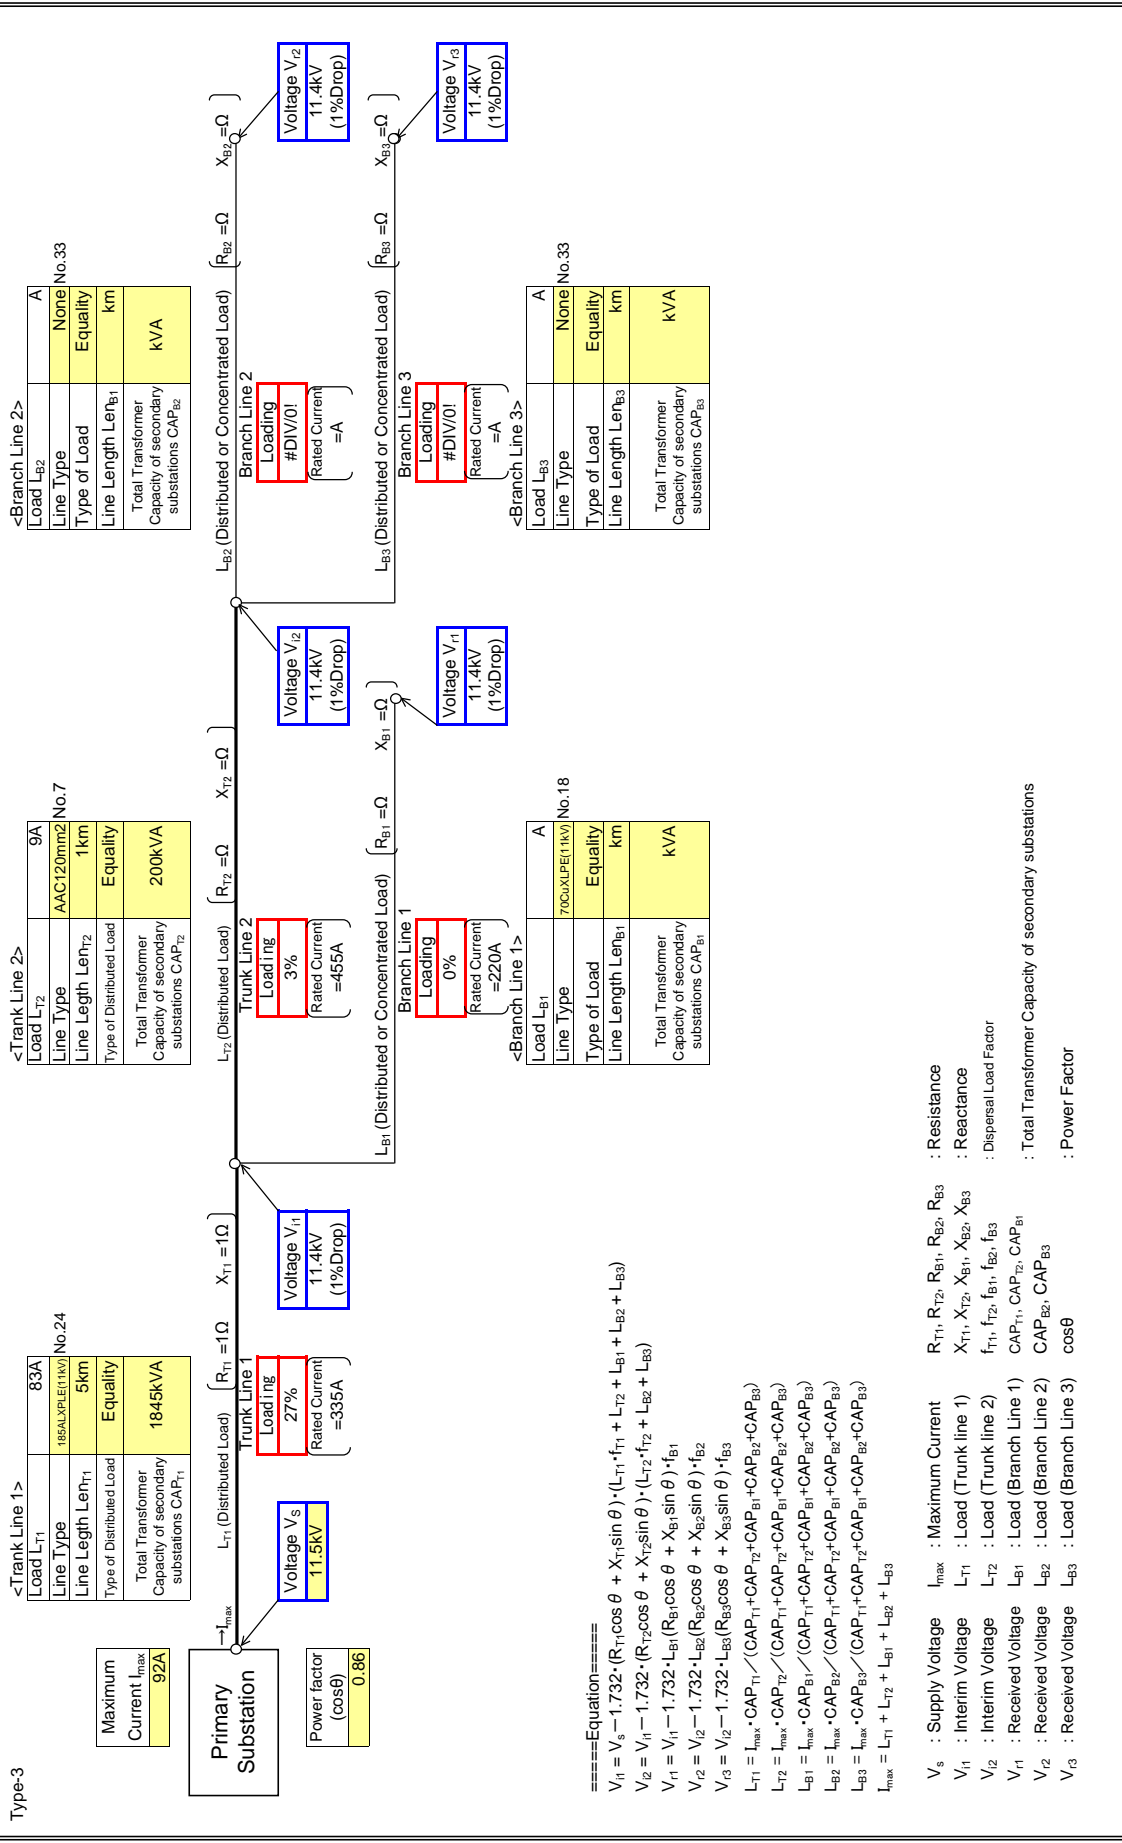 Type-3
Maximum
Current Imax
92A
<Trank Line 1>
Load LT1 83A
Line Type 185ALXPLE(11kV) No.24
Line Legth LenT1 5km
Type of Distributed Load Equality
Total Transformer
Capacity of secondary
substations CAPT1
1845kVA
<Trank Line 2>
Load LT2 9A
Line Type AAC120mm2 No.7
Line Legth LenT2 1km
Type of Distributed Load Equality
Total Transformer
Capacity of secondary
substations CAPT2
200kVA
<Branch Line 2>
Load LB2 A
Line Type None No.33
Type of Load Equality
Line Length LenB1 km
Total Transformer
Capacity of secondary
substations CAPB2
kVA
Primary
Substation
→Imax
LT1 (Distributed Load) RT1 =1Ω XT1 =1Ω
LT2 (Distributed Load) RT2 =Ω XT2 =Ω
LB2 (Distributed or Concentrated Load) RB2 =Ω XB2 =Ω
Trunk Line 1
Loading
27%
Rated Current
=335A
Trunk Line 2
Loading
3%
Rated Current
=455A
Branch Line 2
Loading
#DIV/0!
Rated Current
=A
Power factor
(cosθ)
0.86
Voltage Vs
11.5kV
Voltage Vi1
11.4kV
(1%Drop)
Voltage Vi2
11.4kV
(1%Drop)
Voltage Vr2
11.4kV
(1%Drop)
LB1 (Distributed or Concentrated Load) RB1 =Ω XB1 =Ω
LB3 (Distributed or Concentrated Load) RB3 =Ω XB3 =Ω
Branch Line 1
Loading
0%
Rated Current
=220A
Voltage Vr1
11.4kV
(1%Drop)
Branch Line 3
Loading
#DIV/0!
Rated Current
=A
Voltage Vr3
11.4kV
(1%Drop)
<Branch Line 1>
Load LB1 A
Line Type 70CuXLPE(11kV) No.18
Type of Load Equality
Line Length LenB1 km
Total Transformer
Capacity of secondary
substations CAPB1
kVA
<Branch Line 3>
Load LB3 A
Line Type None No.33
Type of Load Equality
Line Length LenB3 km
Total Transformer
Capacity of secondary
substations CAPB3
kVA
=====Equation=====
Vi1 = Vs－1.732･(RT1cos θ + XT1sin θ)･(LT1･fT1 + LT2 + LB1 + LB2 + LB3)
Vi2 = Vi1－1.732･(RT2cos θ + XT2sin θ)･(LT2･fT2 + LB2 + LB3)
Vr1 = Vi1－1.732･LB1(RB1cos θ + XB1sin θ)･fB1
Vr2 = Vi2－1.732･LB2(RB2cos θ + XB2sin θ)･fB2
Vr3 = Vi2－1.732･LB3(RB3cos θ + XB3sin θ)･fB3
LT1 = Imax･CAPT1／(CAPT1+CAPT2+CAPB1+CAPB2+CAPB3)
LT2 = Imax･CAPT2／(CAPT1+CAPT2+CAPB1+CAPB2+CAPB3)
LB1 = Imax･CAPB1／(CAPT1+CAPT2+CAPB1+CAPB2+CAPB3)
LB2 = Imax･CAPB2／(CAPT1+CAPT2+CAPB1+CAPB2+CAPB3)
LB3 = Imax･CAPB3／(CAPT1+CAPT2+CAPB1+CAPB2+CAPB3)
Imax = LT1 + LT2 + LB1 + LB2 + LB3
Vs : Supply Voltage Imax : Maximum Current RT1, RT2, RB1, RB2, RB3 : Resistance
Vi1 : Interim Voltage LT1 : Load (Trunk line 1) XT1, XT2, XB1, XB2, XB3 : Reactance
Vi2 : Interim Voltage LT2 : Load (Trunk line 2) fT1, fT2, fB1, fB2, fB3 : Dispersal Load Factor
Vr1 : Received Voltage LB1 : Load (Branch Line 1) CAPT1, CAPT2, CAPB1 : Total Transformer Capacity of secondary substations
Vr2 : Received Voltage LB2 : Load (Branch Line 2) CAPB2, CAPB3
Vr3 : Received Voltage LB3 : Load (Branch Line 3) cosθ : Power Factor